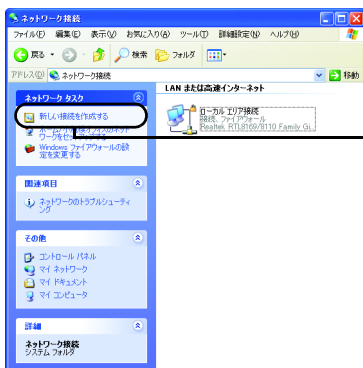 ネットワーク接続
ファイル(F) 編集(E) 表示(V) お気に入り(A) ツール(T) 詳細設定(N) ヘルプ(H)
戻る 検索 フォルダ
アドレス(D) ネットワーク接続 移動
ネットワーク タスク
新しい接続を作成する
Windows ファイアウォールの設定を変更する
関連項目
ネットワークのトラブルシューティング
その他
コントロール パネル
マイ ネットワーク
マイ ドキュメント
マイ コンピュータ
詳細
ネットワーク接続
システム フォルダ
LAN または高速インターネット
ローカル エリア接続
接続、ファイアウォール
Realtek RTL8169/8110 Family Gi...